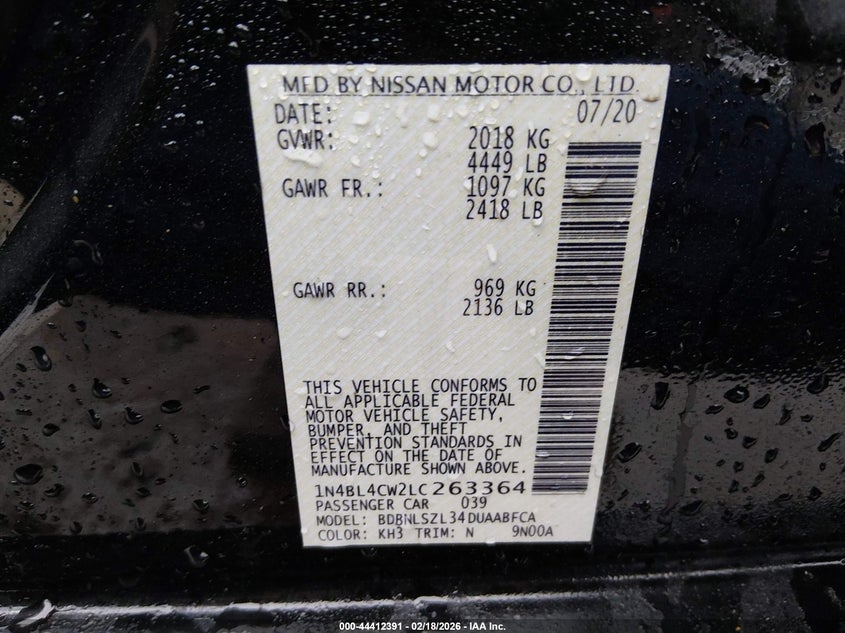 MFD BY NISSAN MOTOR CO., LTD.
DATE: 07/20
GVWR: 2018 KG
4449 LB
GAWR FR.: 1097 KG
2418 LB
GAWR RR.: 969 KG
2136 LB
THIS VEHICLE CONFORMS TO
ALL APPLICABLE FEDERAL
MOTOR VEHICLE SAFETY,
BUMPER, AND THEFT
PREVENTION STANDARDS IN
EFFECT ON THE DATE OF
MANUFACTURE SHOWN ABOVE.
1N4BL4CW2LC263364
PASSENGER CAR 039
MODEL: BDBNLSZL34DUAABFCA
COLOR: KH3 TRIM: N 9N00A
000-44412391 - 02/18/2026 - IAA Inc.